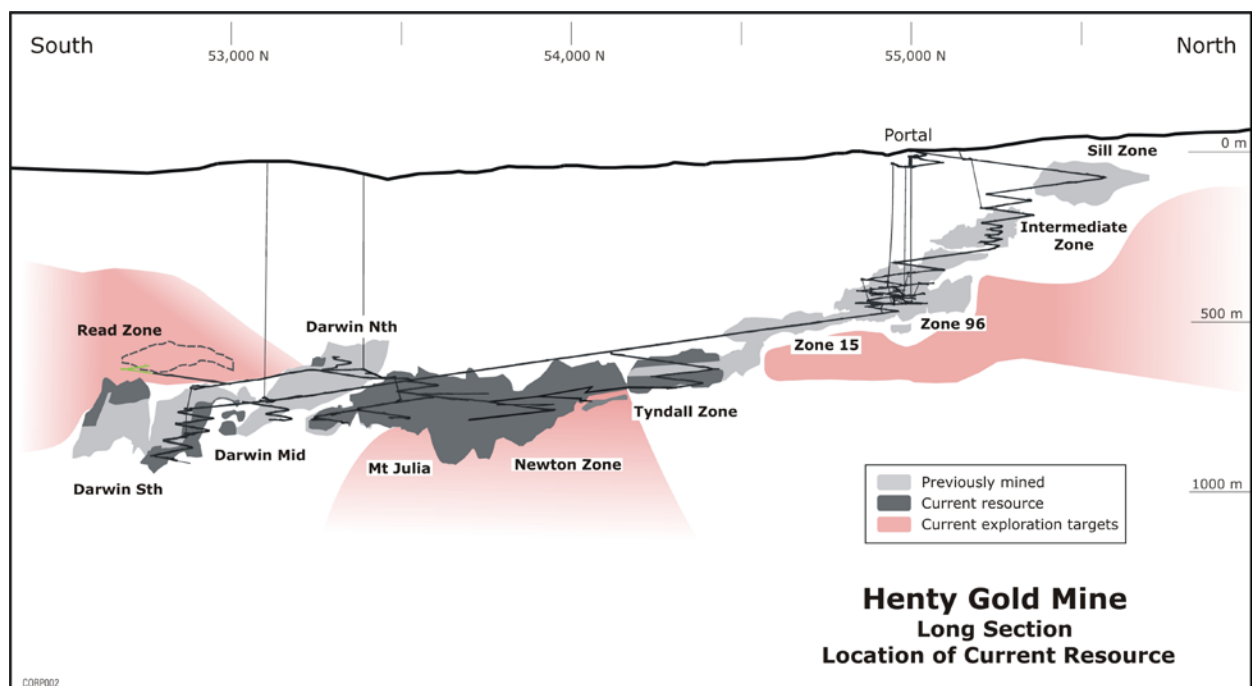 South
53,000 N
54,000 N
55,000 N
North
Portal
0 m
Sill Zone
Intermediate
Zone
Read Zone
Darwin Nth
500 m
Zone 96
Zone 15
Tyndall Zone
Darwin Mid
Mt Julia
Newton Zone
Darwin Sth
Previously mined
Current resource
Current exploration targets
1000 m
Henty Gold Mine
Long Section
Location of Current Resource
CORP002